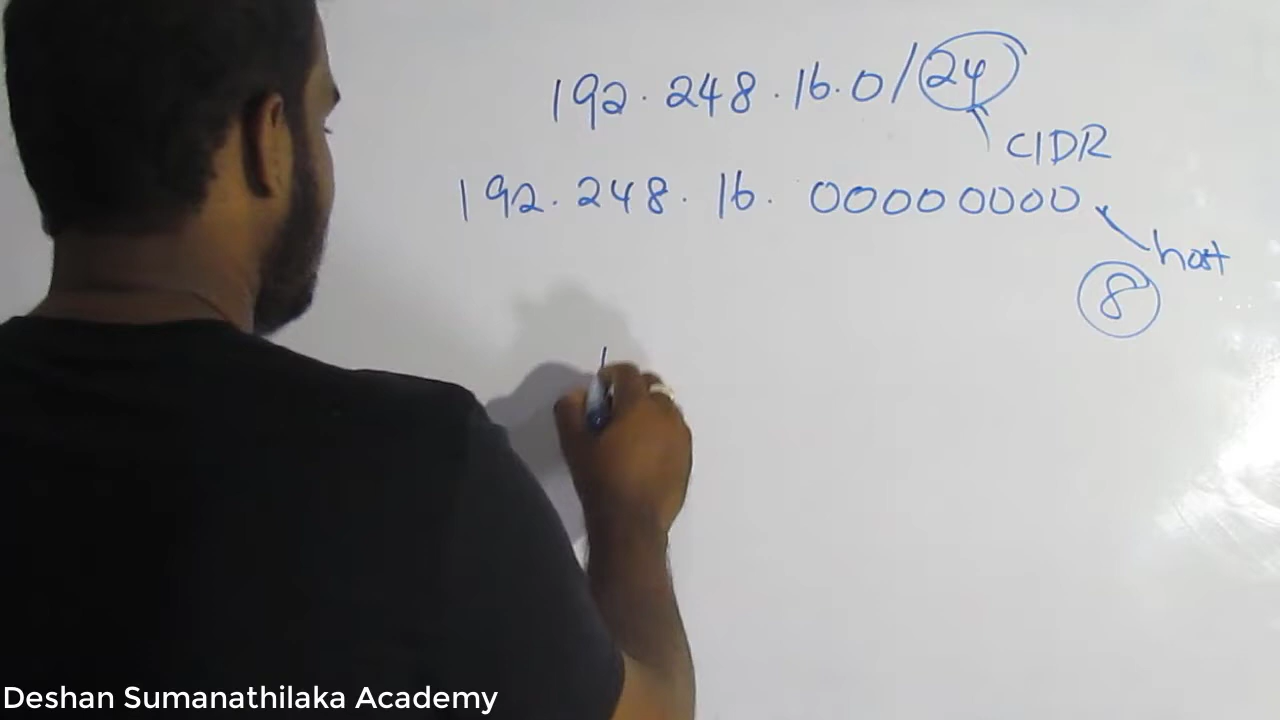 192.248.16.0/24
CIDR
192.248.16.00000000
host
8
Deshan Sumanathilaka Academy